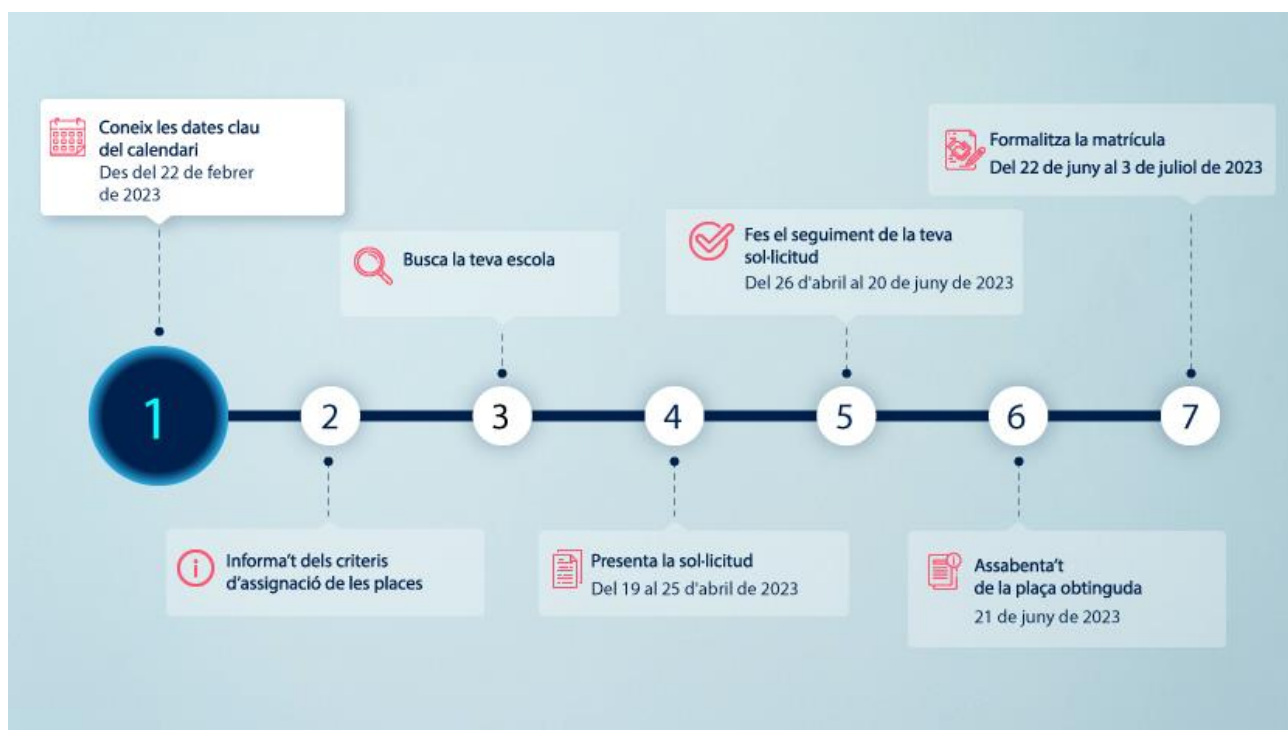 Coneix les dates clau
del calendari
Des del 22 de febrer
de 2023
1
2
Informa't dels criteris
d'assignació de les places
3
Busca la teva escola
4
Presenta la sol·licitud
Del 19 al 25 d'abril de 2023
5
Fes el seguiment de la teva
sol·licitud
Del 26 d'abril al 20 de juny de 2023
6
Assabenta't
de la plaça obtinguda
21 de juny de 2023
7
Formalitza la matrícula
Del 22 de juny al 3 de juliol de 2023